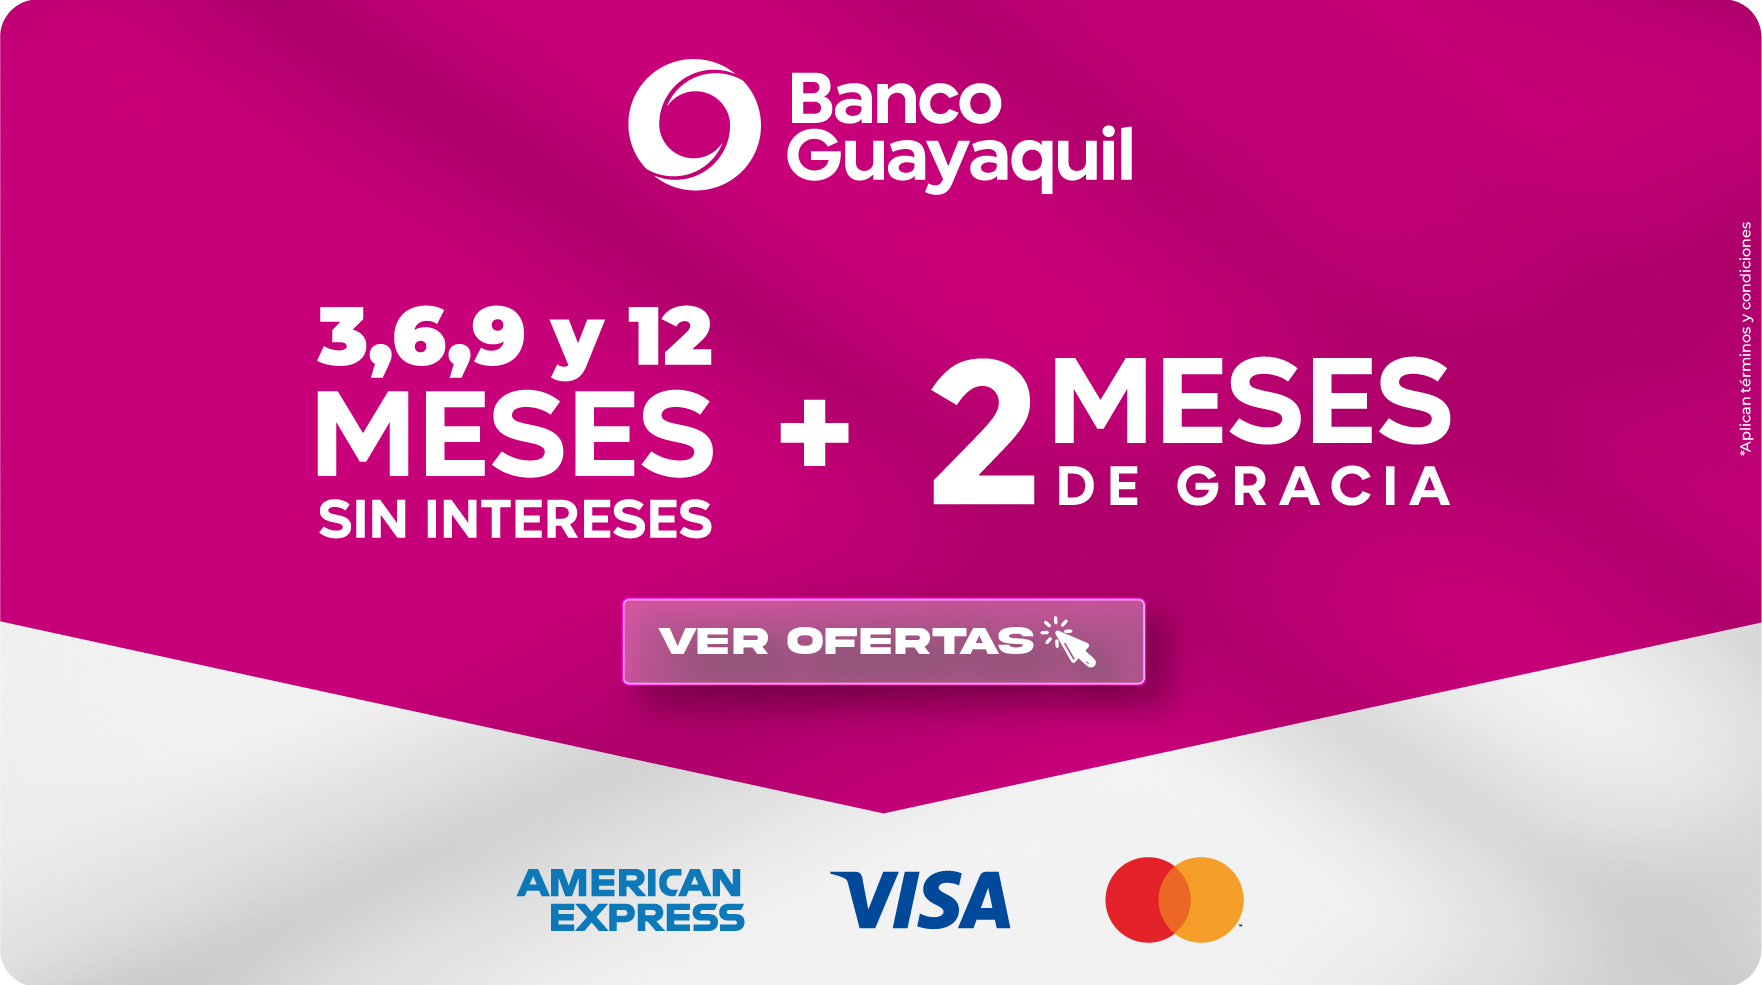 Banco
Guayaquil
3,6,9 y 12
MESES
SIN INTERESES
+
2 MESES
DE GRACIA
VER OFERTAS
*Aplican términos y condiciones
AMERICAN
EXPRESS
VISA